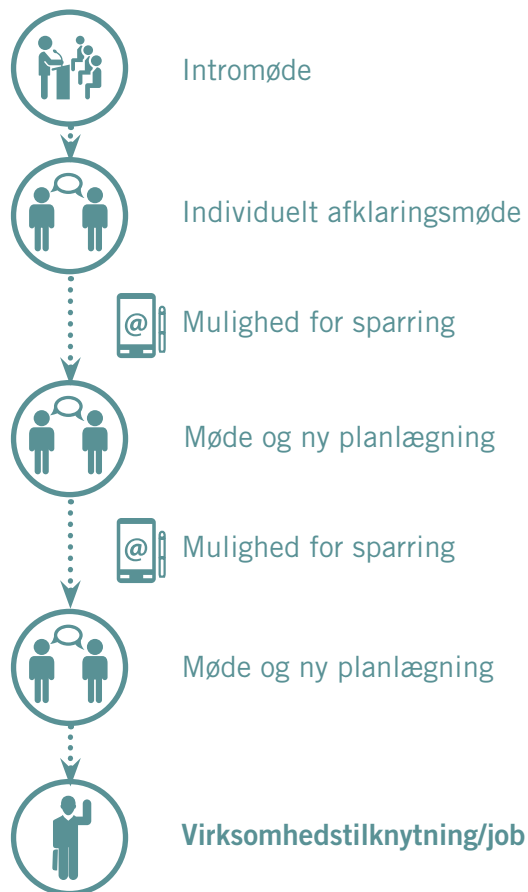 Intromøde
Individuelt afklaringsmøde
@ Mulighed for sparring
Møde og ny planlægning
@ Mulighed for sparring
Møde og ny planlægning
Virksomhedstilknytning/job